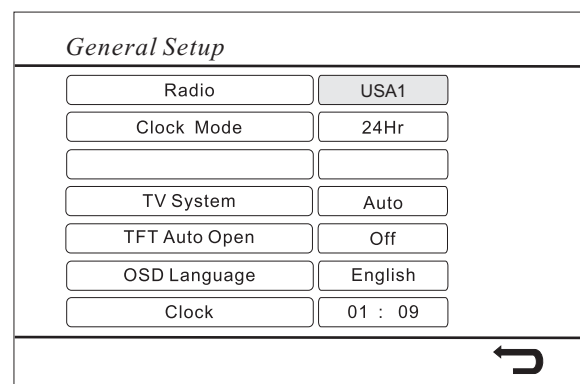 General Setup
Radio USA1
Clock Mode 24Hr
TV System Auto
TFT Auto Open Off
OSD Language English
Clock 01 : 09